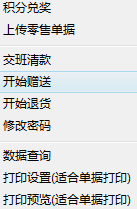 积分兑奖
上传零售单据
交班清款
开始赠送
开始退货
修改密码
数据查询
打印设置(适合单据打印)
打印预览(适合单据打印)